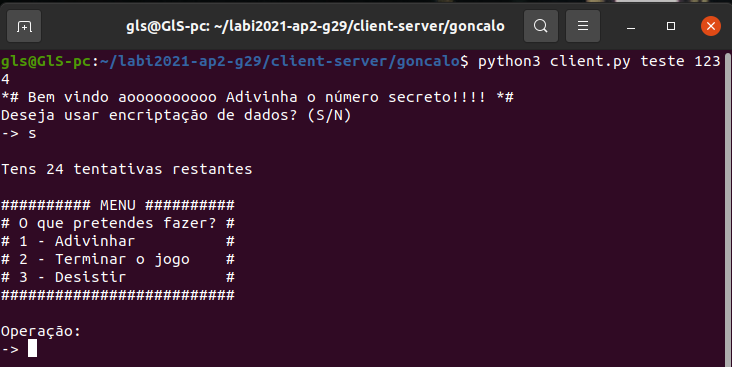 gls@GlS-pc: ~/labi2021-ap2-g29/client-server/goncalo
gls@GlS-pc:~/labi2021-ap2-g29/client-server/goncalo$ python3 client.py teste 123
4
*# Bem vindo aoooooooooo Adivinha o número secreto!!!! *#
Deseja usar encriptação de dados? (S/N)
-> s
Tens 24 tentativas restantes
########## MENU ##########
# O que pretendes fazer? #
# 1 - Adivinhar          #
# 2 - Terminar o jogo    #
# 3 - Desistir           #
##########################
Operação:
->